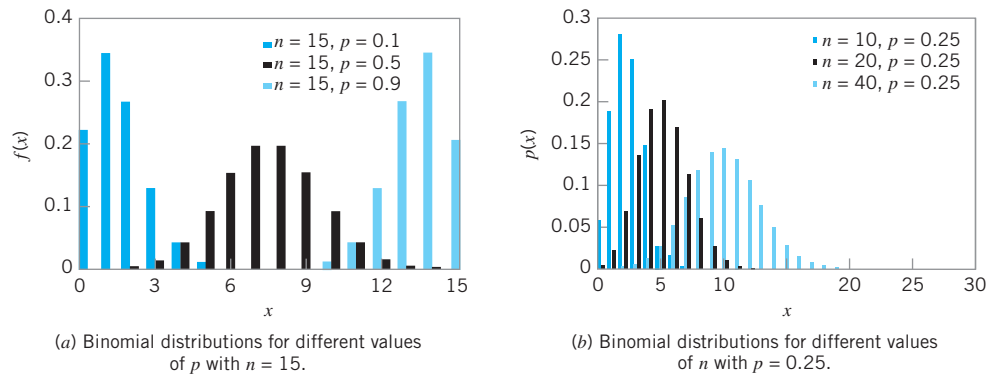 0.4
0.3
0.2
0.1
0
f(x)
n = 15, p = 0.1
n = 15, p = 0.5
n = 15, p = 0.9
0 3 6 9 12 15
x
(a) Binomial distributions for different values
of p with n = 15.
0.3
0.25
0.2
0.15
0.1
0.05
0
p(x)
n = 10, p = 0.25
n = 20, p = 0.25
n = 40, p = 0.25
0 5 10 15 20 25 30
x
(b) Binomial distributions for different values
of n with p = 0.25.